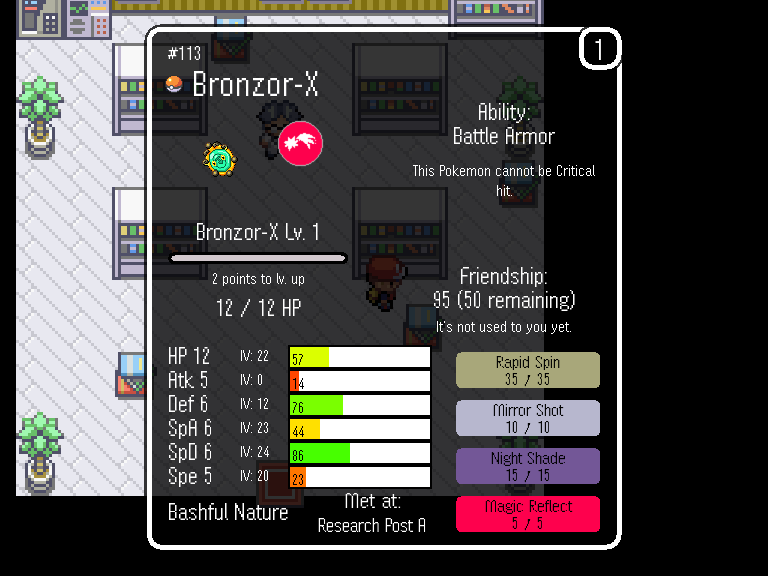 1
#113
Bronzor-X
Ability:
Battle Armor
This Pokemon cannot be Critical
hit.
Bronzor-X Lv. 1
2 points to lv. up
12 / 12 HP
Friendship:
95 (50 remaining)
It's not used to you yet.
HP 12 IV: 22 57
Atk 5 IV: 0 14
Def 6 IV: 12 76
SpA 6 IV: 23 44
SpD 6 IV: 24 86
Spe 5 IV: 20 23
Rapid Spin
35 / 35
Mirror Shot
10 / 10
Night Shade
15 / 15
Magic Reflect
5 / 5
Bashful Nature
Met at:
Research Post A